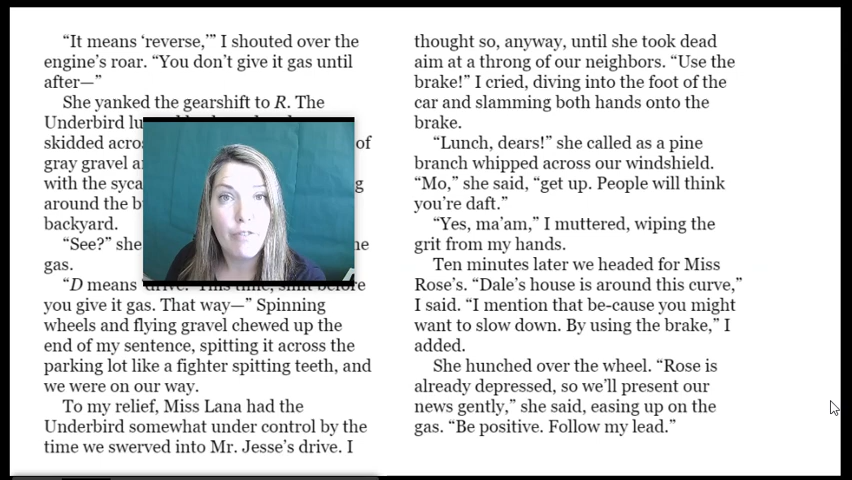 “It means ‘reverse,’” I shouted over the
engine’s roar. “You don’t give it gas until
after—”
She yanked the gearshift to R. The
Underbird
skidded of
gray gravel
with the
around the
backyard.
“See?”
gas.
“D means
you give it gas. That way—” Spinning
wheels and flying gravel chewed up the
end of my sentence, spitting it across the
parking lot like a fighter spitting teeth, and
we were on our way.
To my relief, Miss Lana had the
Underbird somewhat under control by the
time we swerved into Mr. Jesse’s drive. I
thought so, anyway, until she took dead
aim at a throng of our neighbors. “Use the
brake!” I cried, diving into the foot of the
car and slamming both hands onto the
brake.
“Lunch, dears!” she called as a pine
branch whipped across our windshield.
“Mo,” she said, “get up. People will think
you’re daft.”
“Yes, ma’am,” I muttered, wiping the
grit from my hands.
Ten minutes later we headed for Miss
Rose’s. “Dale’s house is around this curve,”
I said. “I mention that be-cause you might
want to slow down. By using the brake,” I
added.
She hunched over the wheel. “Rose is
already depressed, so we’ll present our
news gently,” she said, easing up on the
gas. “Be positive. Follow my lead.”